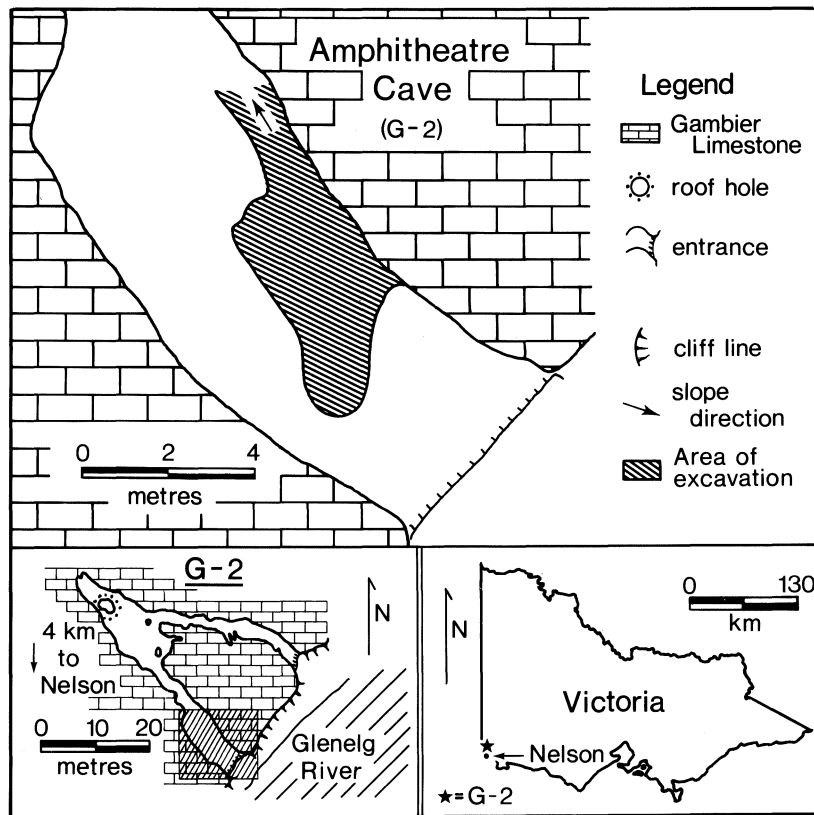 Amphitheatre
Cave
(G-2)
Legend
Gambier
Limestone
roof hole
entrance
cliff line
slope
direction
Area of
excavation
0 2 4
metres
G-2
N
4 km
to
Nelson
0 10 20
metres
Glenelg
River
0 130
km
N
Victoria
Nelson
★=G-2